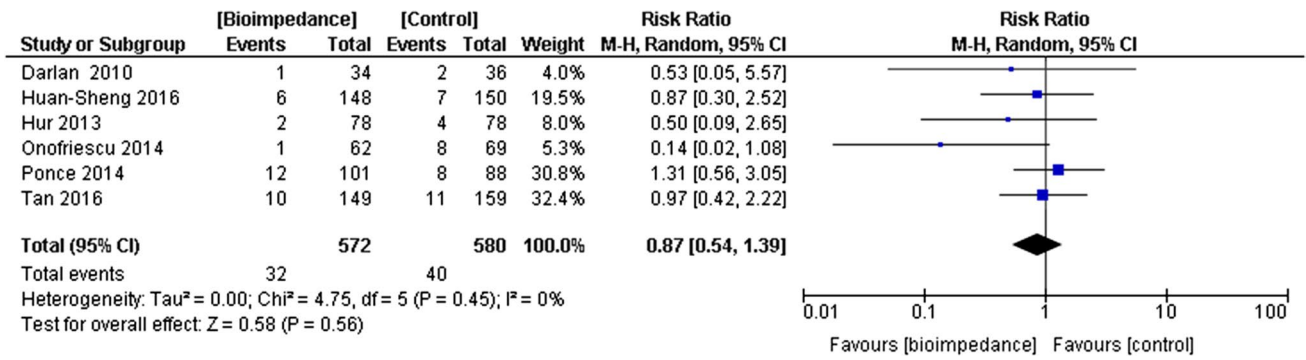 [Bioimpedance] [Control] Risk Ratio Risk Ratio
Study or Subgroup Events Total Events Total Weight M-H, Random, 95% CI M-H, Random, 95% CI
Darlan 2010 1 34 2 36 4.0% 0.53 [0.05, 5.57]
Huan-Sheng 2016 6 148 7 150 19.5% 0.87 [0.30, 2.52]
Hur 2013 2 78 4 78 8.0% 0.50 [0.09, 2.65]
Onofriescu 2014 1 62 8 69 5.3% 0.14 [0.02, 1.08]
Ponce 2014 12 101 8 88 30.8% 1.31 [0.56, 3.05]
Tan 2016 10 149 11 159 32.4% 0.97 [0.42, 2.22]
Total (95% CI) 572 580 100.0% 0.87 [0.54, 1.39]
Total events 32 40
Heterogeneity: Tau² = 0.00; Chi² = 4.75, df = 5 (P = 0.45); I² = 0%
Test for overall effect: Z = 0.58 (P = 0.56)
0.01 0.1 1 10 100
Favours [bioimpedance] Favours [control]